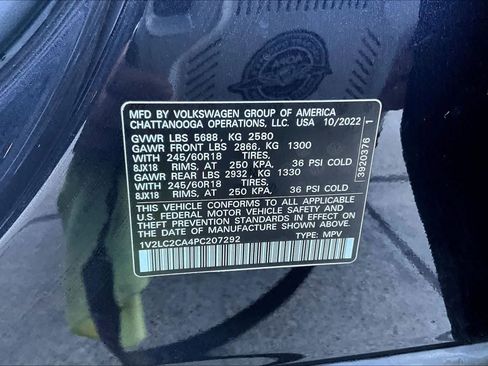 MFD BY VOLKSWAGEN GROUP OF AMERICA
CHATTANOOGA OPERATIONS, LLC. USA 10/2022
GVWR LBS 5688, KG 2580
GAWR FRONT LBS 2866, KG 1300
WITH 245/60R18 TIRES,
8JX18 RIMS, AT 250 KPA, 36 PSI COLD
GAWR REAR LBS 2932, KG 1330
WITH 245/60R18 TIRES,
8JX18 RIMS, AT 250 KPA, 36 PSI COLD
THIS VEHICLE CONFORMS TO ALL APPLICABLE
U.S. FEDERAL MOTOR VEHICLE SAFETY AND
THEFT PREVENTION STANDARDS IN EFFECT ON
THE DATE OF MANUFACTURE SHOWN ABOVE.
1V2LC2CA4PC207292 TYPE: MPV
3920376 1